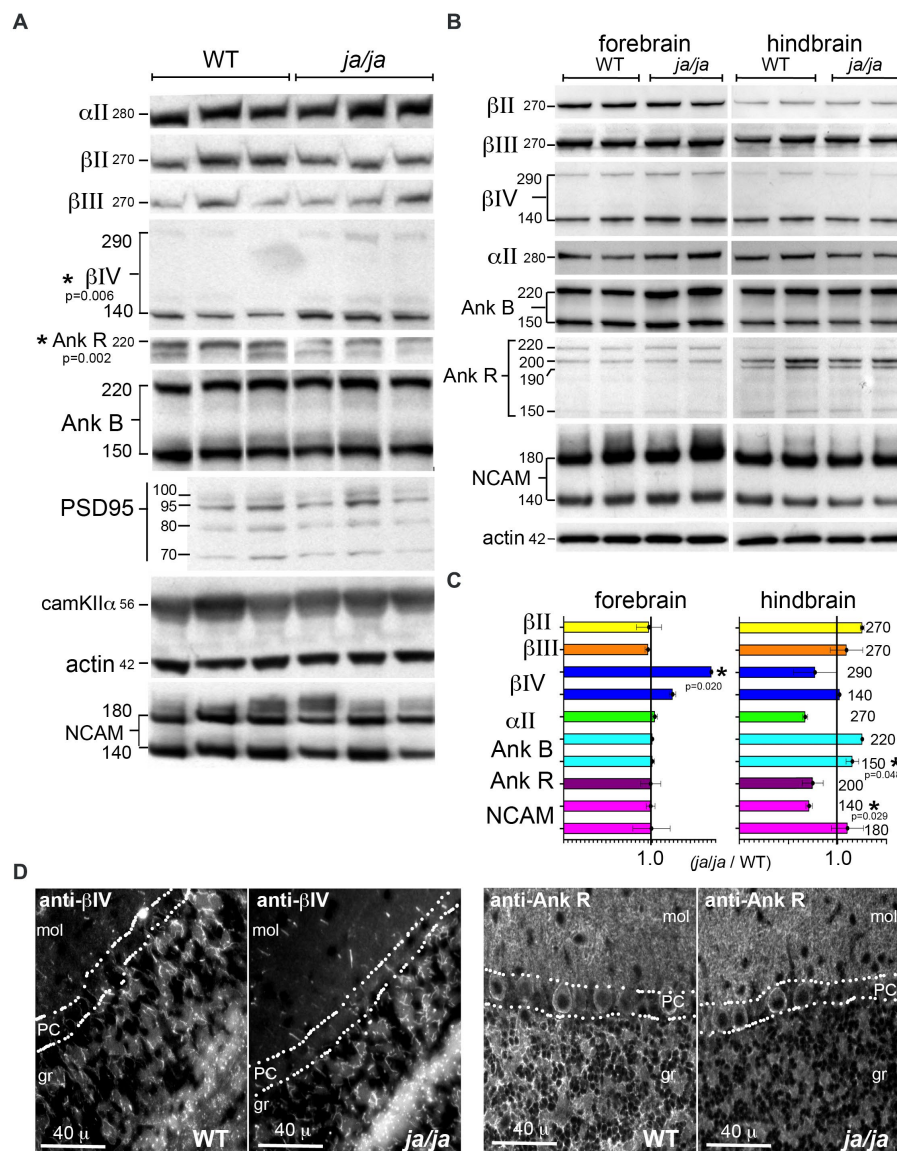 A
WT ja/ja
αII 280
βII 270
βIII 270
290
* βIV
p=0.006
140
* Ank R 220
p=0.002
220
Ank B
150
100
PSD95 95
80
70
camKIIα 56
actin 42
180
NCAM
140
B
forebrain hindbrain
WT ja/ja WT ja/ja
βII 270
βIII 270
290
βIV
140
αII 280
220
Ank B
150
220
200
Ank R 190
150
180
NCAM
140
actin 42
C
forebrain hindbrain
βII 270
βIII 270
βIV * 290
p=0.020
140
αII 270
Ank B 220
150 *
p=0.048
Ank R 200
NCAM 140 *
p=0.029
180
1.0 (ja/ja / WT) 1.0
D
anti-βIV anti-βIV anti-Ank R anti-Ank R
mol mol mol mol
PC PC PC PC
gr gr gr gr
40 μ WT 40 μ ja/ja 40 μ WT 40 μ ja/ja